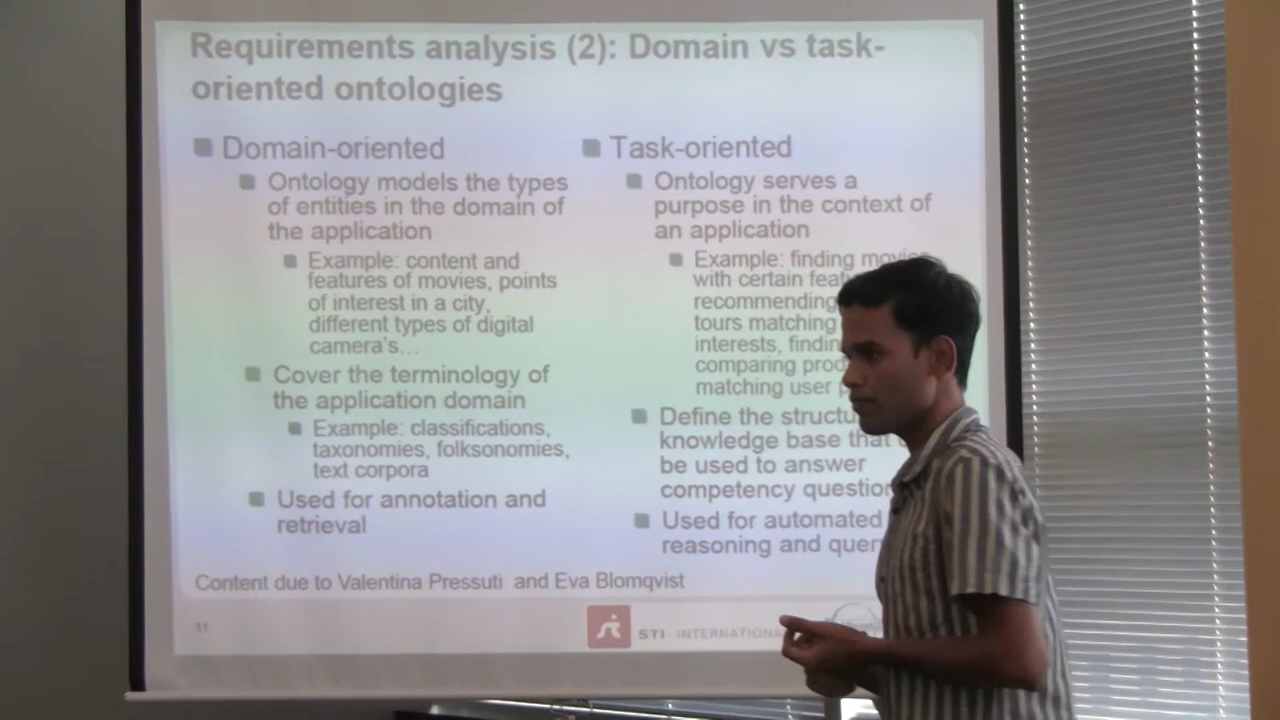 Requirements analysis (2): Domain vs task-
oriented ontologies
Domain-oriented
Ontology models the types
of entities in the domain of
the application
Example: content and
features of movies, points
of interest in a city,
different types of digital
camera's...
Cover the terminology of
the application domain
Example: classifications,
taxonomies, folksonomies,
text corpora
Used for annotation and
retrieval
Task-oriented
Ontology serves a
purpose in the context of
an application
Example: finding movies
with certain
recommending
tours matching
interests,
comparing
matching user
Define the
knowledge base that
be used to answer
competency
Used for automated
reasoning and
Content due to Valentina Pressuti and Eva Blomqvist
11
STI · INTERNATIONAL